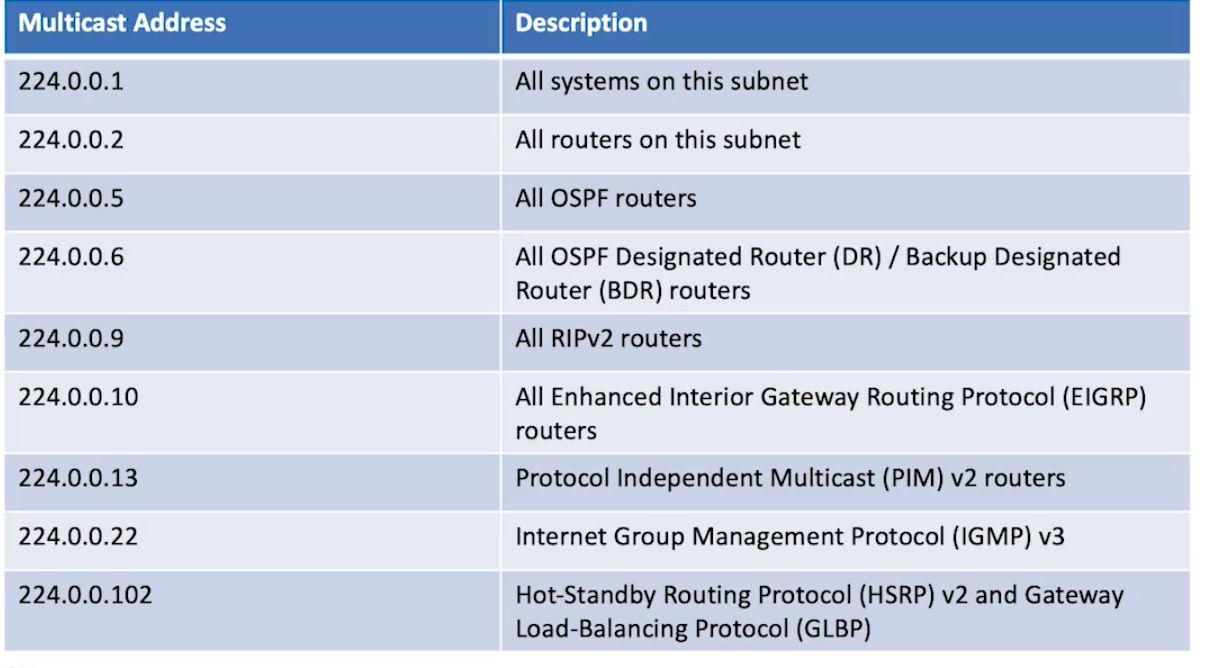 Multicast Address Description
224.0.0.1 All systems on this subnet
224.0.0.2 All routers on this subnet
224.0.0.5 All OSPF routers
224.0.0.6 All OSPF Designated Router (DR) / Backup Designated
Router (BDR) routers
224.0.0.9 All RIPv2 routers
224.0.0.10 All Enhanced Interior Gateway Routing Protocol (EIGRP)
routers
224.0.0.13 Protocol Independent Multicast (PIM) v2 routers
224.0.0.22 Internet Group Management Protocol (IGMP) v3
224.0.0.102 Hot-Standby Routing Protocol (HSRP) v2 and Gateway
Load-Balancing Protocol (GLBP)